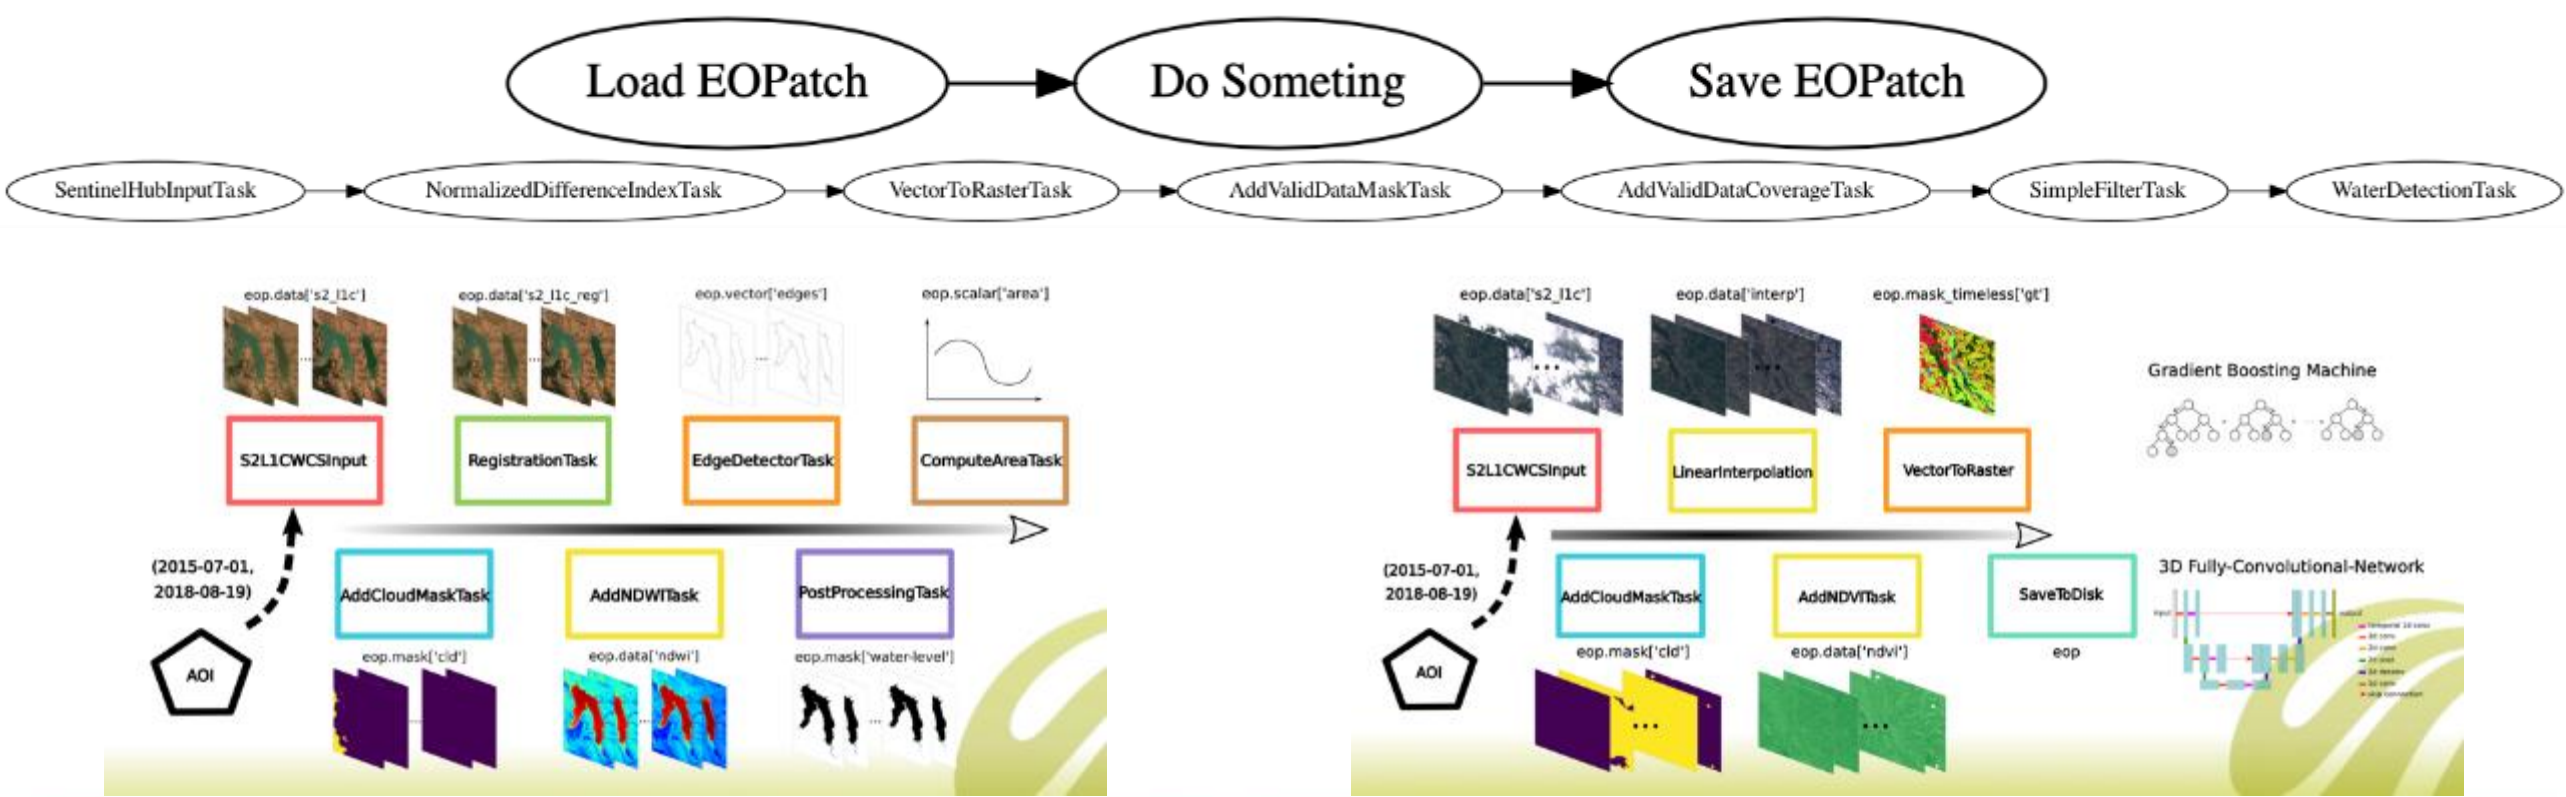 Load EOPatch
Do Someting
Save EOPatch
SentinelHubInputTask
NormalizedDifferenceIndexTask
VectorToRasterTask
AddValidDataMaskTask
AddValidDataCoverageTask
SimpleFilterTask
WaterDetectionTask
eop.data['s2_l1c']
eop.data['s2_l1c_reg']
eop.vector['edges']
eop.scalar['area']
S2L1CWCSInput
RegistrationTask
EdgeDetectorTask
ComputeAreaTask
(2015-07-01,
2018-08-19)
AOI
AddCloudMaskTask
AddNDWITask
PostProcessingTask
eop.mask['cld']
eop.data['ndwi']
eop.mask['water-level']
eop.data['s2_l1c']
eop.data['interp']
eop.mask_timeless['gt']
Gradient Boosting Machine
S2L1CWCSInput
LinearInterpolation
VectorToRaster
(2015-07-01,
2018-08-19)
AOI
AddCloudMaskTask
AddNDVITask
SaveToDisk
eop.mask['cld']
eop.data['ndvi']
eop
3D Fully-Convolutional-Network
input
output